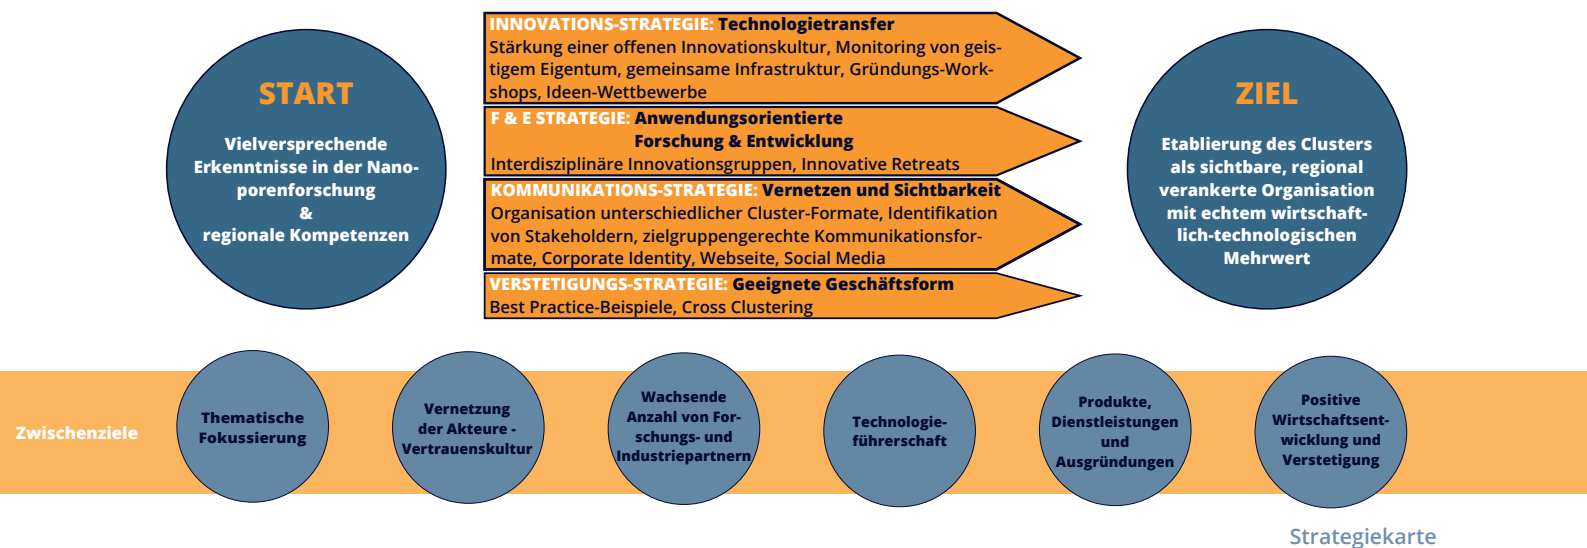 START
Vielversprechende
Erkenntnisse in der Nano-
porenforschung
&
regionale Kompetenzen
INNOVATIONS-STRATEGIE: Technologietransfer
Stärkung einer offenen Innovationskultur, Monitoring von geis-
tigem Eigentum, gemeinsame Infrastruktur, Gründungs-Work-
shops, Ideen-Wettbewerbe
F & E STRATEGIE: Anwendungsorientierte
Forschung & Entwicklung
Interdisziplinäre Innovationsgruppen, Innovative Retreats
KOMMUNIKATIONS-STRATEGIE: Vernetzen und Sichtbarkeit
Organisation unterschiedlicher Cluster-Formate, Identifikation
von Stakeholdern, zielgruppengerechte Kommunikationsfor-
mate, Corporate Identity, Webseite, Social Media
VERSTETIGUNGS-STRATEGIE: Geeignete Geschäftsform
Best Practice-Beispiele, Cross Clustering
ZIEL
Etablierung des Clusters
als sichtbare, regional
verankerte Organisation
mit echtem wirtschaft-
lich-technologischen
Mehrwert
Zwischenziele
Thematische
Fokussierung
Vernetzung
der Akteure -
Vertrauenskultur
Wachsende
Anzahl von For-
schungs- und
Industriepartnern
Technologie-
führerschaft
Produkte,
Dienstleistungen
und
Ausgründungen
Positive
Wirtschaftsent-
wicklung und
Verstetigung
Strategiekarte